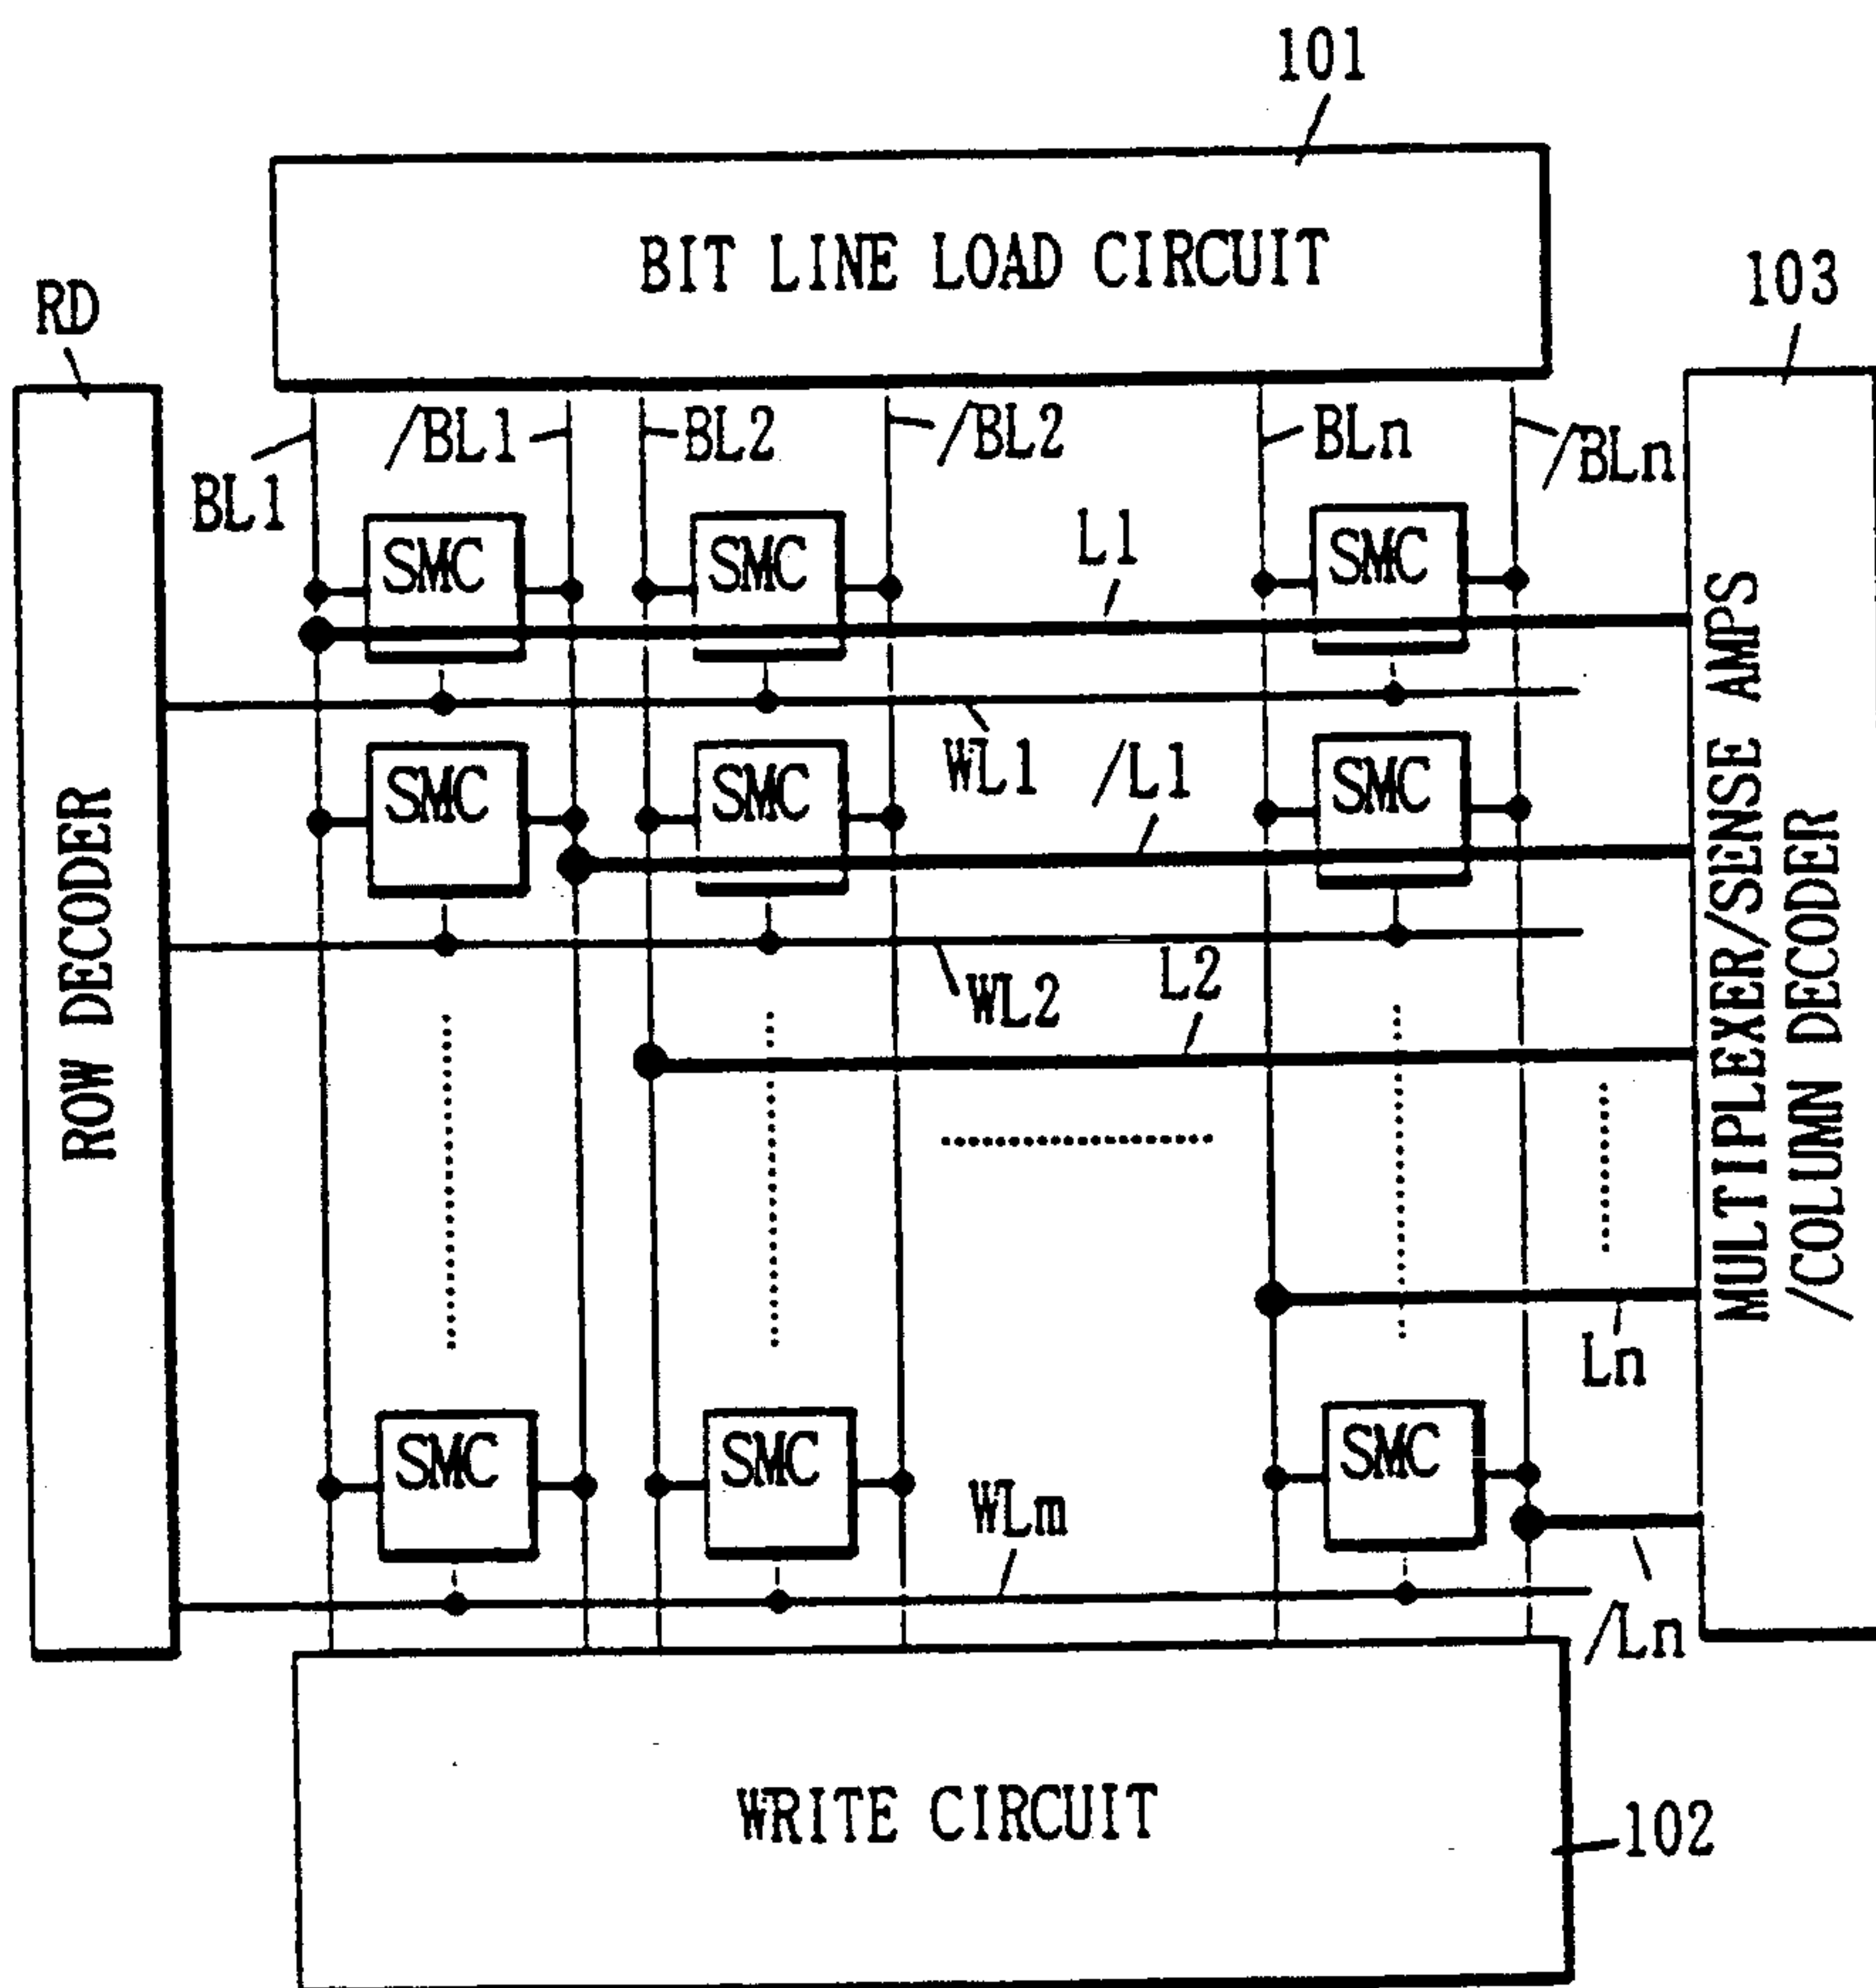 101
BIT LINE LOAD CIRCUIT
RD
103
/BL1
BL2
/BL2
BLn
/BLn
BL1
SMC
SMC
SMC
L1
WL1
SMC
SMC
SMC
/L1
WL2
L2
ROW DECODER
MULTIPLEXER/SENSE AMPS
/COLUMN DECODER
Ln
SMC
SMC
SMC
WLm
/Ln
WRITE CIRCUIT
102